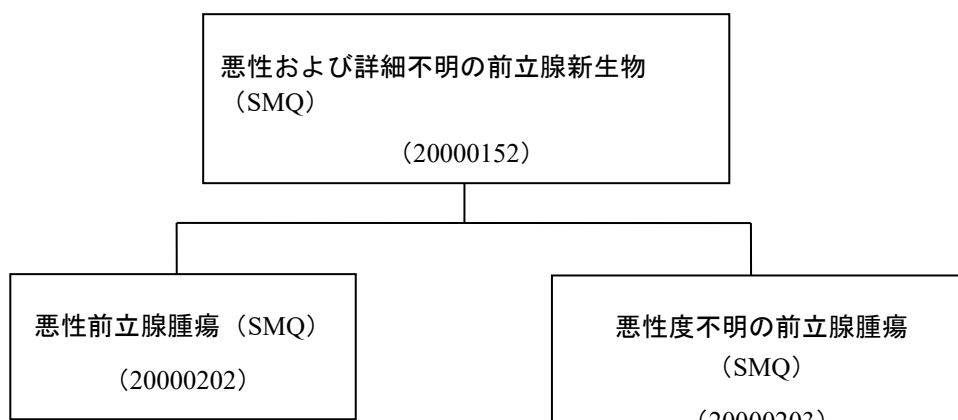 悪性および詳細不明の前立腺新生物
（SMQ）
（20000152）
悪性前立腺腫瘍（SMQ）
（20000202）
悪性度不明の前立腺腫瘍
（SMQ）
（20000203）